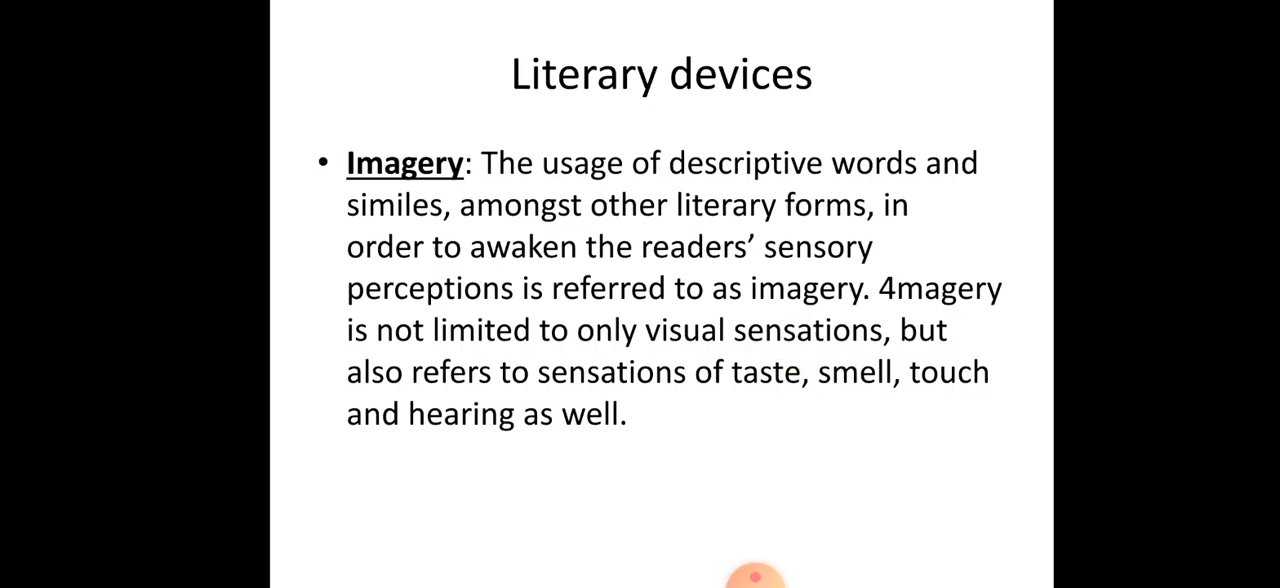 Literary devices
• Imagery: The usage of descriptive words and
similes, amongst other literary forms, in
order to awaken the readers’ sensory
perceptions is referred to as imagery. 4magery
is not limited to only visual sensations, but
also refers to sensations of taste, smell, touch
and hearing as well.